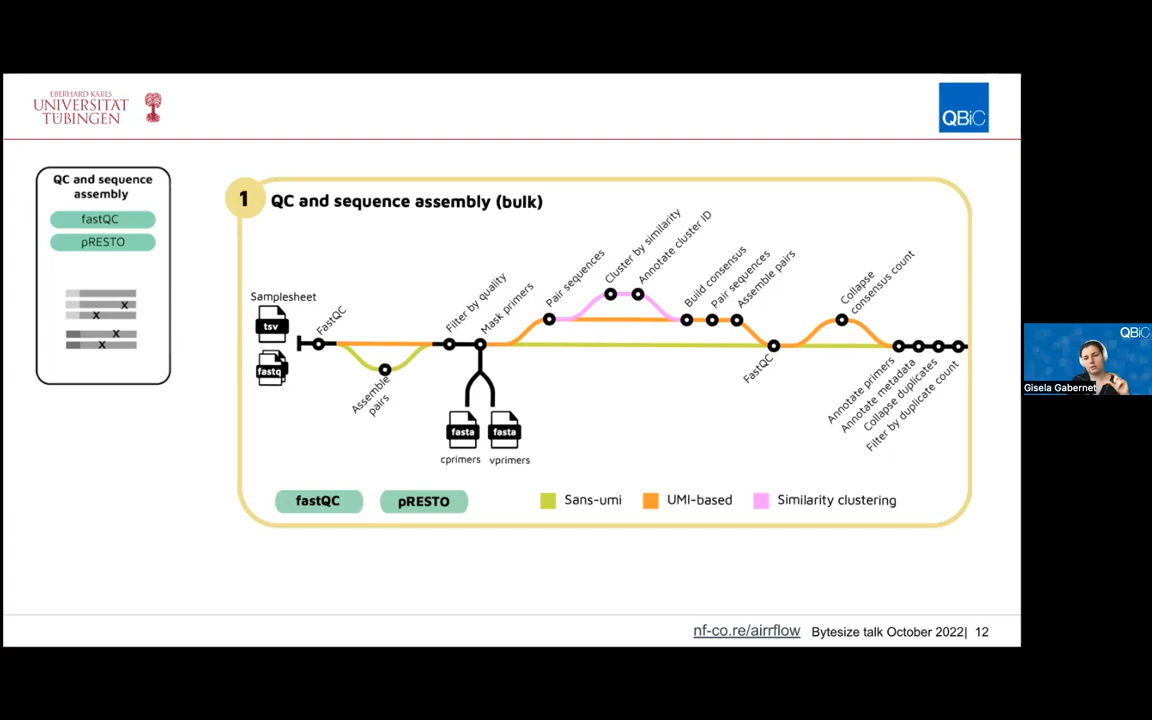 EBERHARD KARLS
UNIVERSITÄT
TÜBINGEN
QBiC
QC and sequence
assembly
fastQC
pRESTO
x
x
x
x
1
QC and sequence assembly (bulk)
Samplesheet
tsv
fastq
FastQC
Assemble
pairs
Filter by quality
Mask primers
fasta
fasta
cprimers
vprimers
Pair sequences
Cluster by similarity
Annotate cluster ID
Build consensus
Pair sequences
Assemble pairs
FastQC
Collapse
consensus count
Annotate primers
Annotate metadata
Collapse duplicates
Filter by duplicate count
fastQC
pRESTO
Sans-umi
UMI-based
Similarity clustering
nf-co.re/airrflow
Bytesize talk October 2022| 12
QBiC
Gisela Gabernet